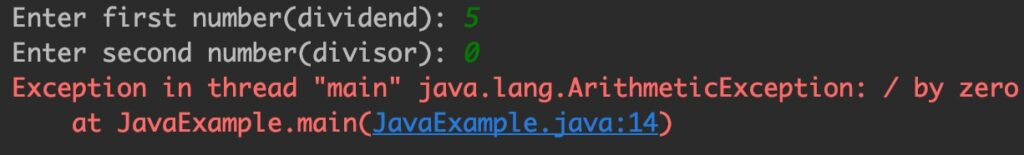 Enter first number(dividend): 5
Enter second number(divisor): 0
Exception in thread "main" java.lang.ArithmeticException: / by zero
    at JavaExample.main(JavaExample.java:14)